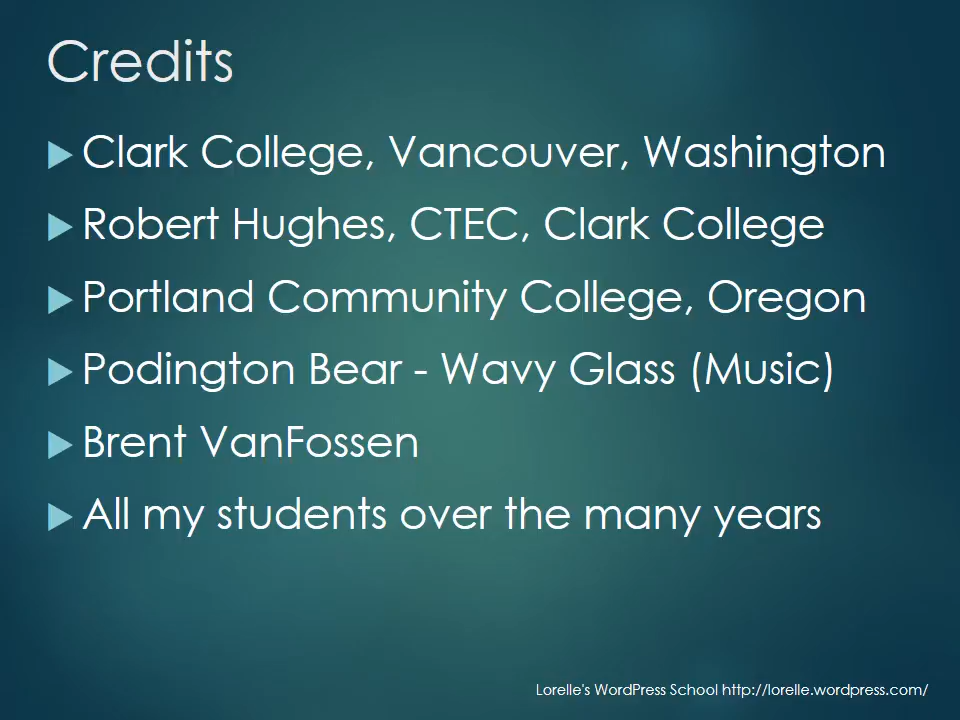 Credits
Clark College, Vancouver, Washington
Robert Hughes, CTEC, Clark College
Portland Community College, Oregon
Podington Bear - Wavy Glass (Music)
Brent VanFossen
All my students over the many years
Lorelle's WordPress School http://lorelle.wordpress.com/